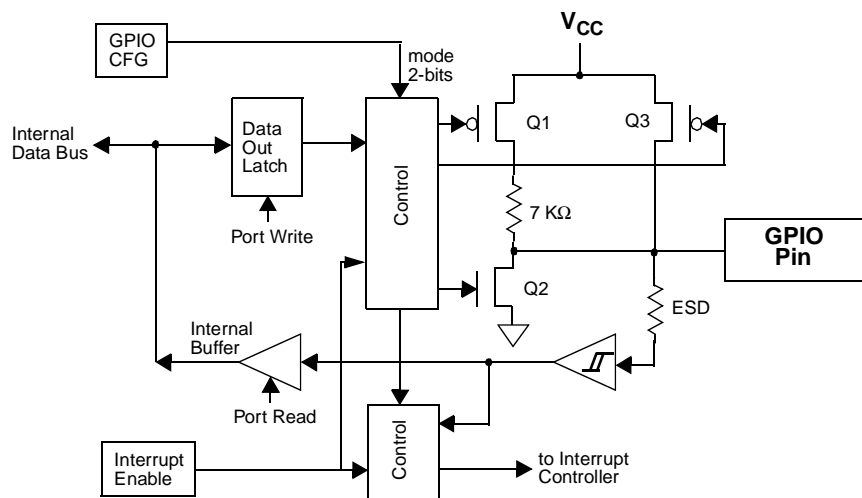 GPIO
CFG
mode
2-bits
VCC
Internal
Data Bus
Data
Out
Latch
Control
Q1
Q3
7 KΩ
Port Write
GPIO
Pin
Q2
ESD
Internal
Buffer
Port Read
Interrupt
Enable
Control
to Interrupt
Controller